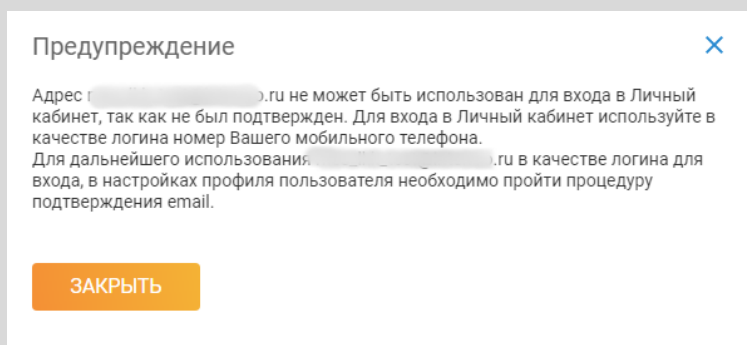 Предупреждение
Адрес .ru не может быть использован для входа в Личный
кабинет, так как не был подтвержден. Для входа в Личный кабинет используйте в
качестве логина номер Вашего мобильного телефона.
Для дальнейшего использования .ru в качестве логина для
входа, в настройках профиля пользователя необходимо пройти процедуру
подтверждения email.
ЗАКРЫТЬ